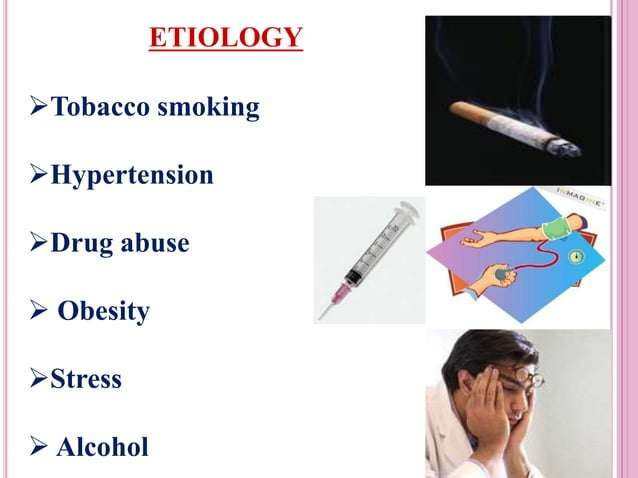 ETIOLOGY
➢Tobacco smoking
➢Hypertension
➢Drug abuse
➢ Obesity
➢Stress
➢ Alcohol